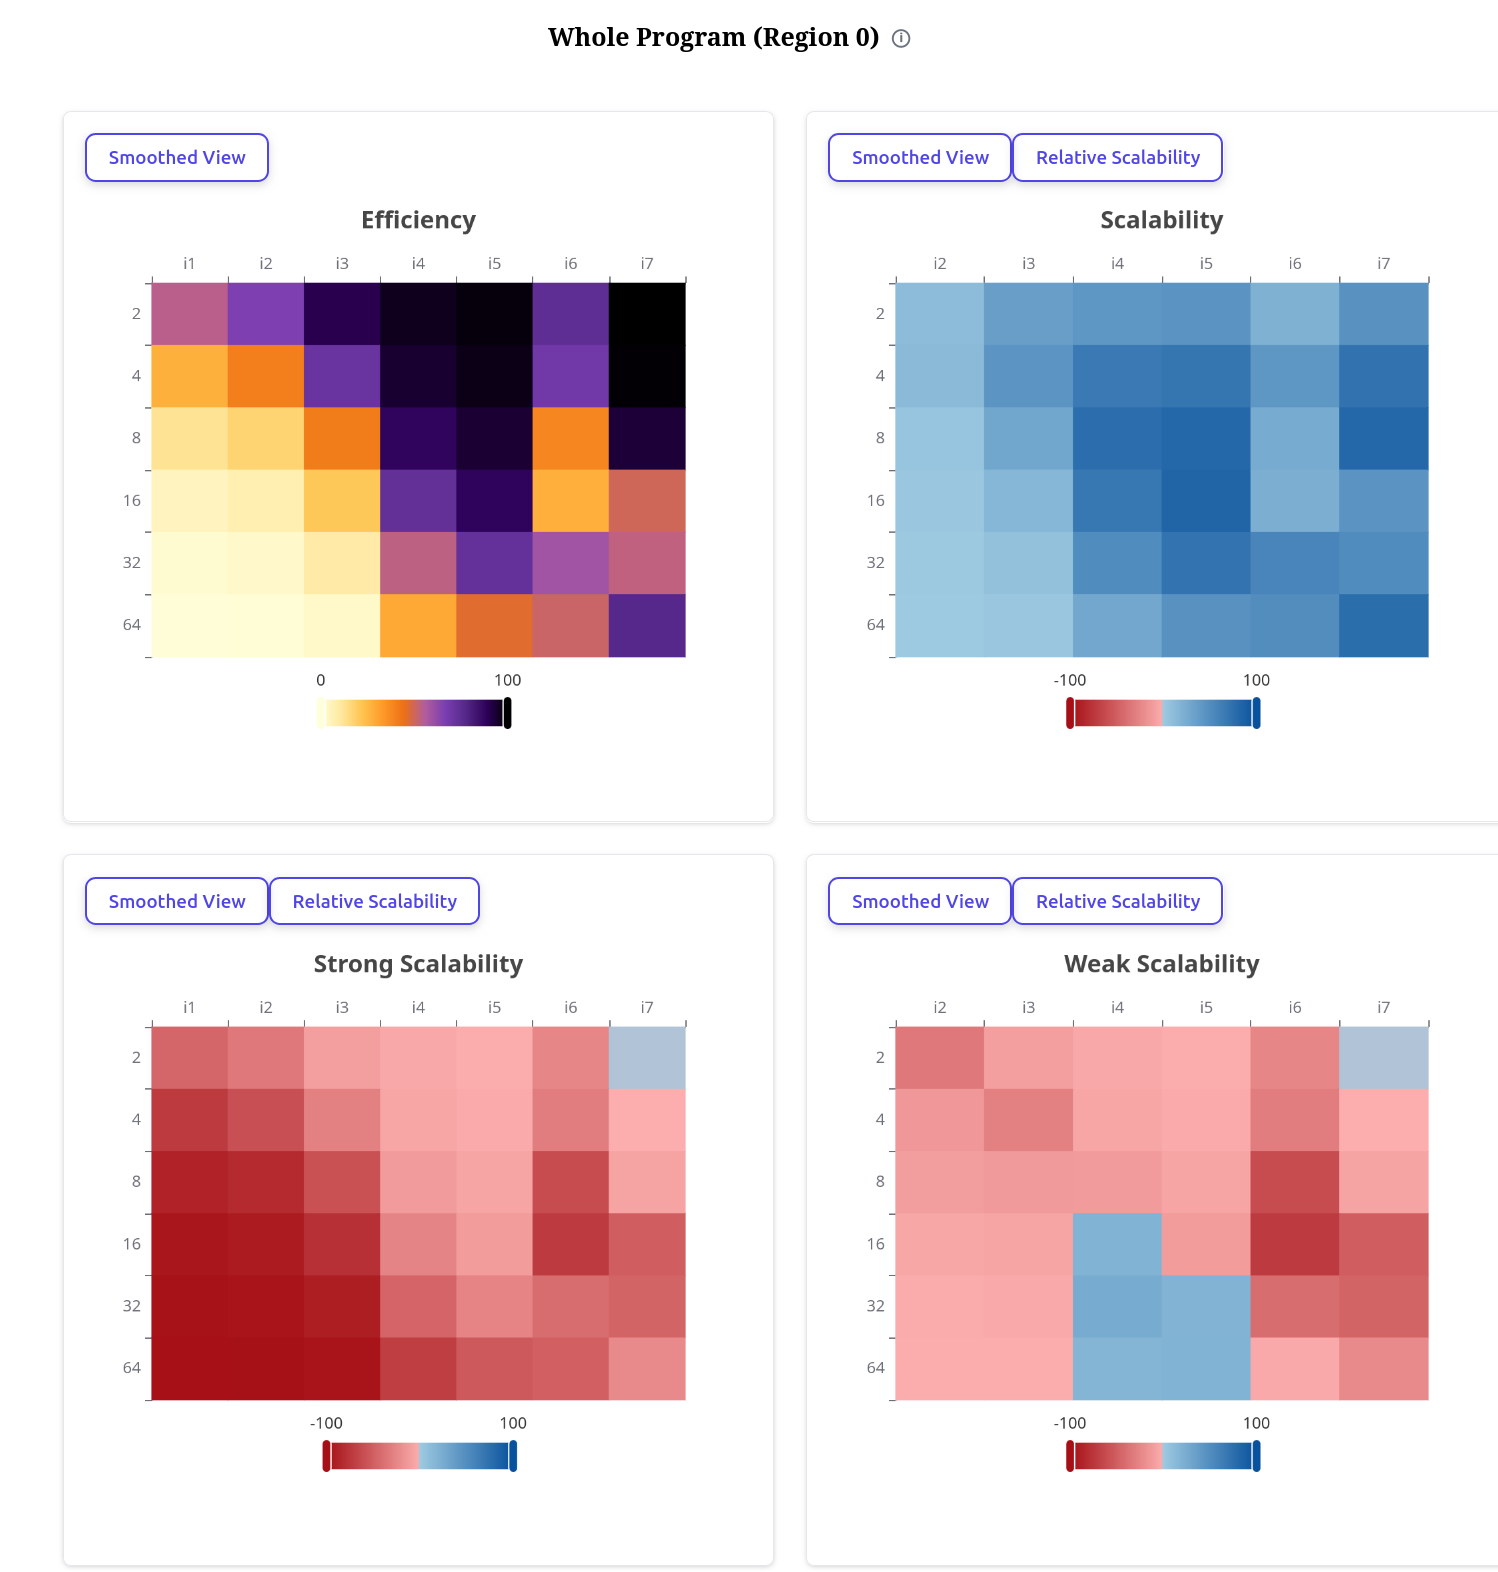 Whole Program (Region 0)
Smoothed View
Efficiency
i1 i2 i3 i4 i5 i6 i7
2
4
8
16
32
64
0 100
Smoothed View Relative Scalability
Scalability
i2 i3 i4 i5 i6 i7
2
4
8
16
32
64
-100 100
Smoothed View Relative Scalability
Strong Scalability
i1 i2 i3 i4 i5 i6 i7
2
4
8
16
32
64
-100 100
Smoothed View Relative Scalability
Weak Scalability
i2 i3 i4 i5 i6 i7
2
4
8
16
32
64
-100 100